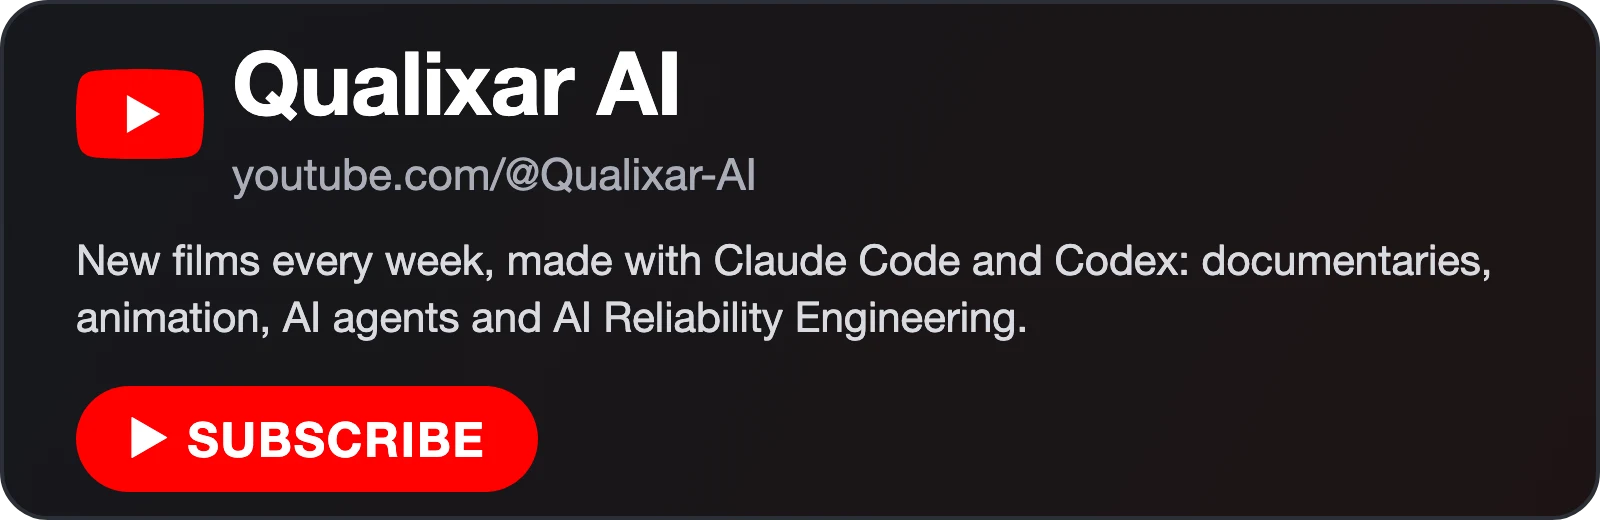 Qualixar AI
youtube.com/@Qualixar-AI
New films every week, made with Claude Code and Codex: documentaries,
animation, AI agents and AI Reliability Engineering.
SUBSCRIBE